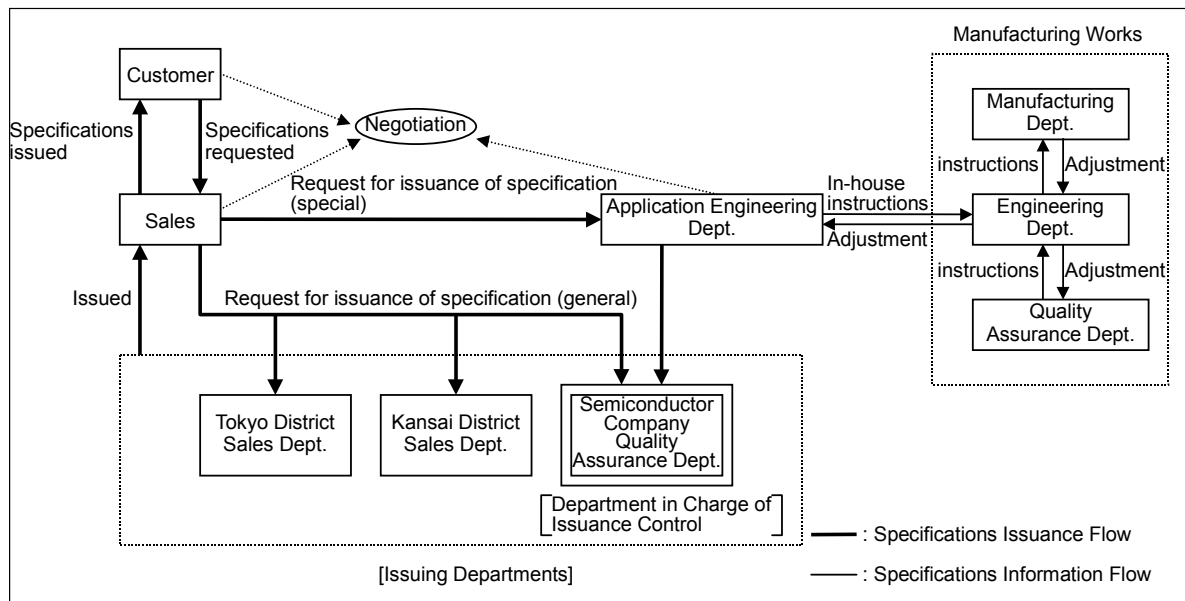 Manufacturing Works
Customer
Manufacturing
Dept.
Negotiation
Specifications
issued
Specifications
requested
instructions
Adjustment
Request for issuance of specification
(special)
In-house
instructions
Sales
Application Engineering
Dept.
Engineering
Dept.
Adjustment
instructions
Adjustment
Issued
Request for issuance of specification (general)
Quality
Assurance Dept.
Tokyo District
Sales Dept.
Kansai District
Sales Dept.
Semiconductor
Company
Quality
Assurance Dept.
[Department in Charge of
Issuance Control]
: Specifications Issuance Flow
[Issuing Departments]
: Specifications Information Flow